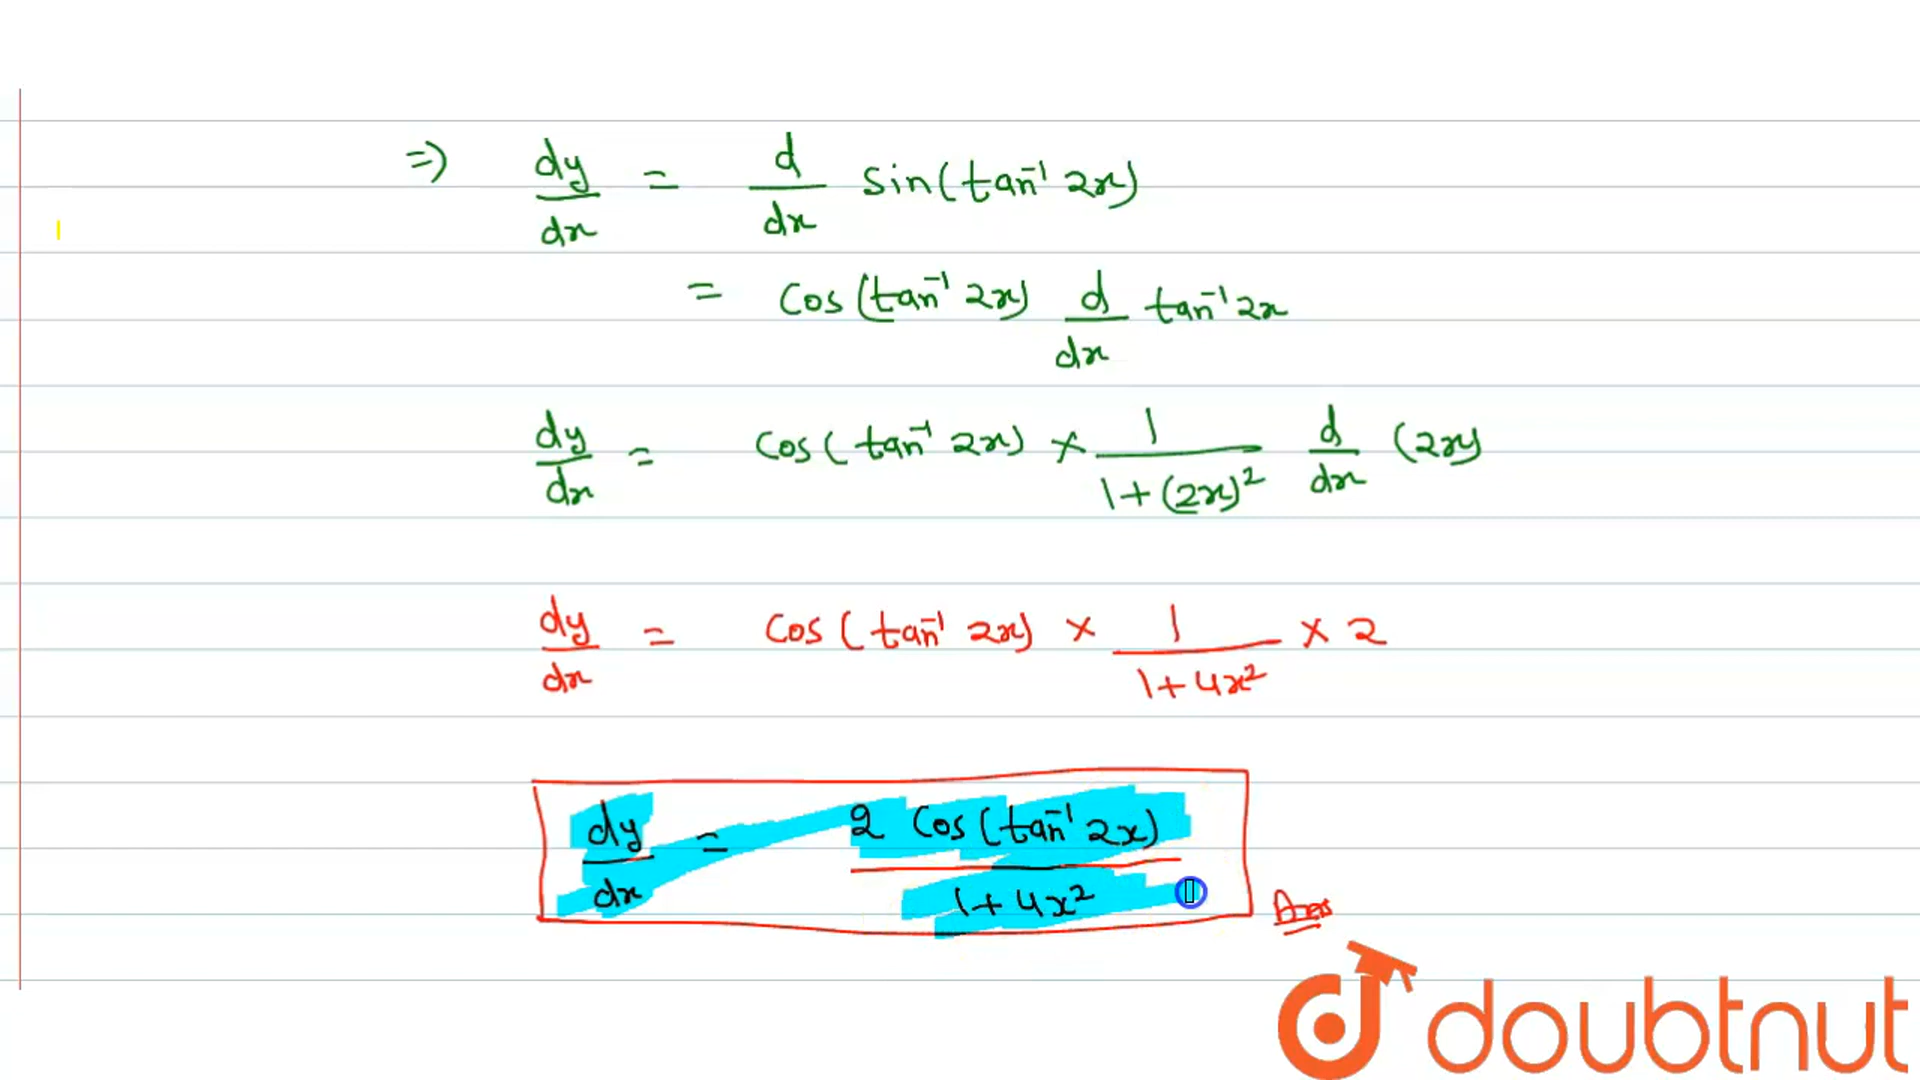 => dy/dx = d/dx sin(tan⁻¹ 2x)
= cos(tan⁻¹ 2x) d/dx tan⁻¹ 2x
dy/dx = cos(tan⁻¹ 2x) × 1/(1+(2x)²) d/dx (2x)
dy/dx = cos(tan⁻¹ 2x) × 1/(1+4x²) × 2
dy/dx = 2 cos(tan⁻¹ 2x)/(1+4x²)
Ans
doubtnut